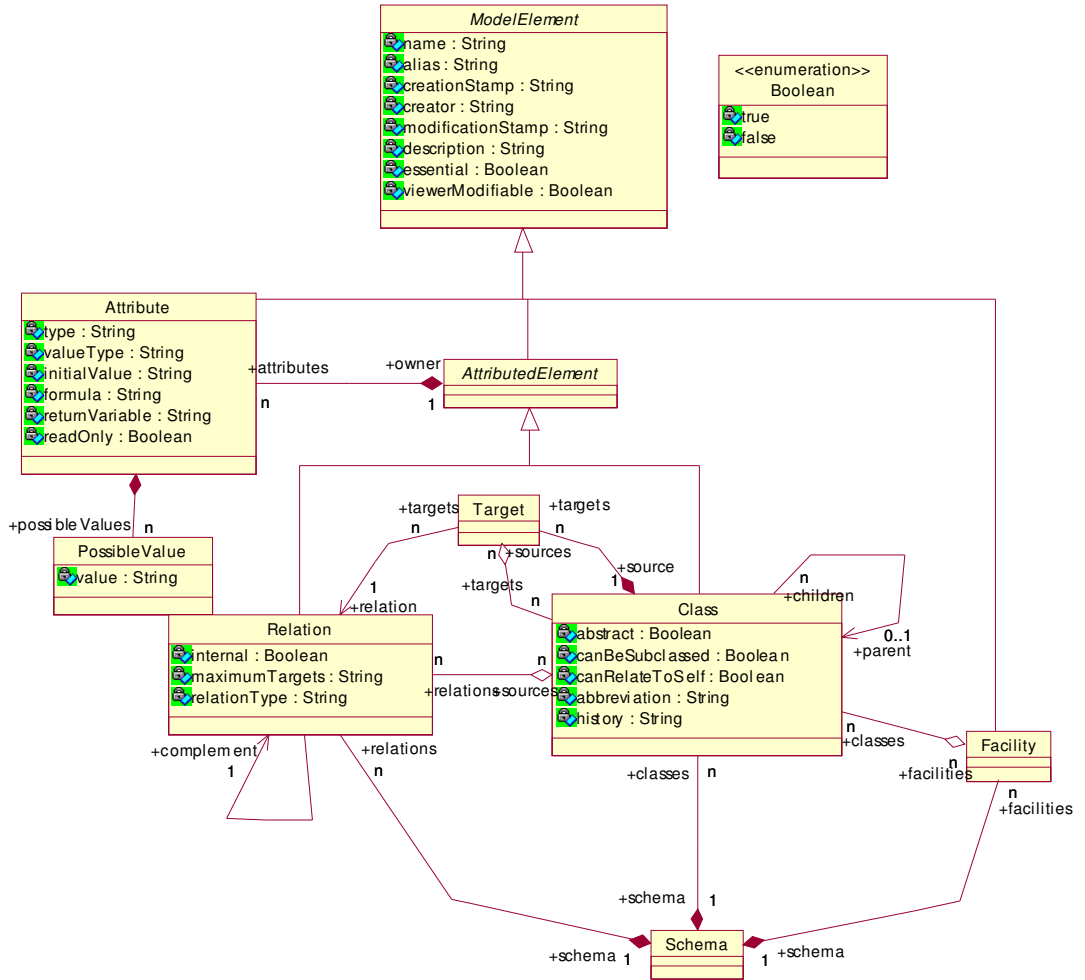 ModelElement
name : String
alias : String
creationStamp : String
creator : String
modificationStamp : String
description : String
essential : Boolean
viewerModifiable : Boolean
<<enumeration>>
Boolean
true
false
Attribute
type : String
valueType : String
initialValue : String
formula : String
returnVariable : String
readOnly : Boolean
+attributes
n
+owner
1
AttributedElement
+possibleValues
n
PossibleValue
value : String
Target
+targets
n
+targets
n
n
+sources
+targets
n
1
+source
1
+relation
n
+children
0..1
+parent
Relation
internal : Boolean
maximumTargets : String
relationType : String
Class
abstract : Boolean
canBeSubclassed : Boolean
canRelateToSelf : Boolean
abbreviation : String
history : String
n
+relations
n
+sources
+complement
1
+relations
n
+classes
n
n
+classes
n
+facilities
Facility
n
+facilities
+schema
1
+schema
1
Schema
+schema
1